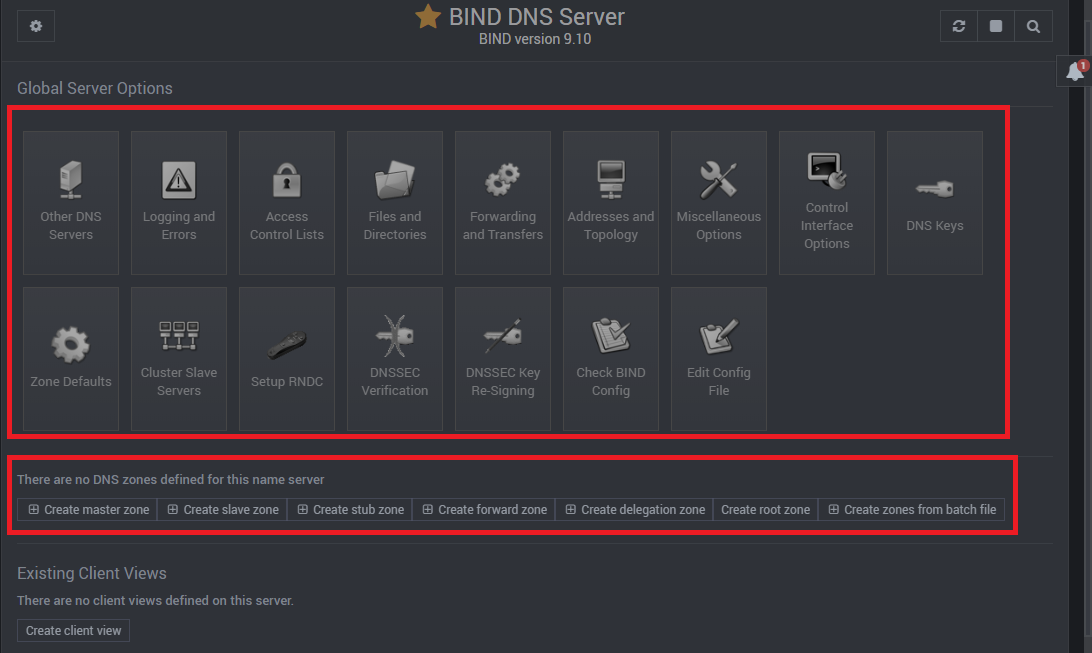 BIND DNS Server
BIND version 9.10
1
Global Server Options
Other DNS
Servers
Logging and
Errors
Access
Control Lists
Files and
Directories
Forwarding
and Transfers
Addresses and
Topology
Miscellaneous
Options
Control
Interface
Options
DNS Keys
Zone Defaults
Cluster Slave
Servers
Setup RNDC
DNSSEC
Verification
DNSSEC Key
Re-Signing
Check BIND
Config
Edit Config
File
There are no DNS zones defined for this name server
Create master zone
Create slave zone
Create stub zone
Create forward zone
Create delegation zone
Create root zone
Create zones from batch file
Existing Client Views
There are no client views defined on this server.
Create client view